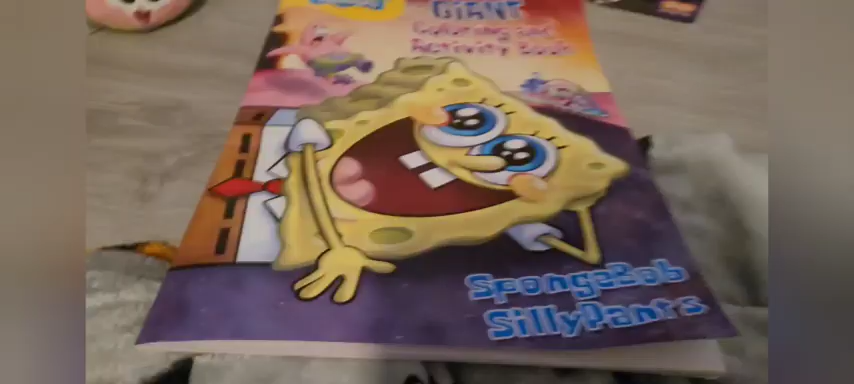 GIANT
Coloring and
Activity Book
SpongeBob
SillyPants